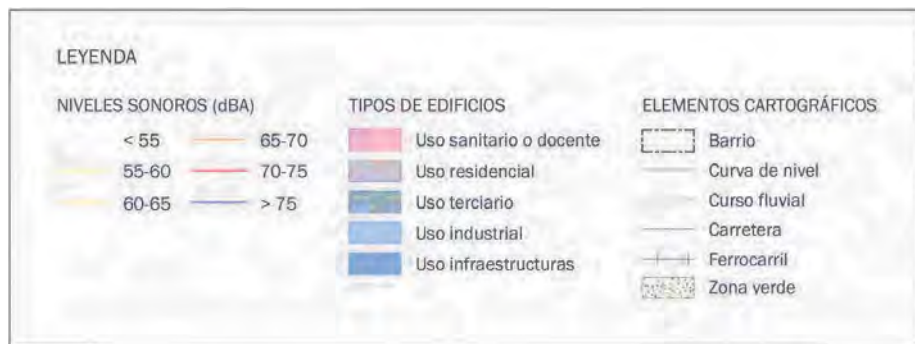 LEYENDA
NIVELES SONOROS (dBA)
< 55
65-70
55-60
70-75
60-65
> 75
TIPOS DE EDIFICIOS
Uso sanitario o docente
Uso residencial
Uso terciario
Uso industrial
Uso infraestructuras
ELEMENTOS CARTOGRÁFICOS
Barrio
Curva de nivel
Curso fluvial
Carretera
Ferrocarril
Zona verde